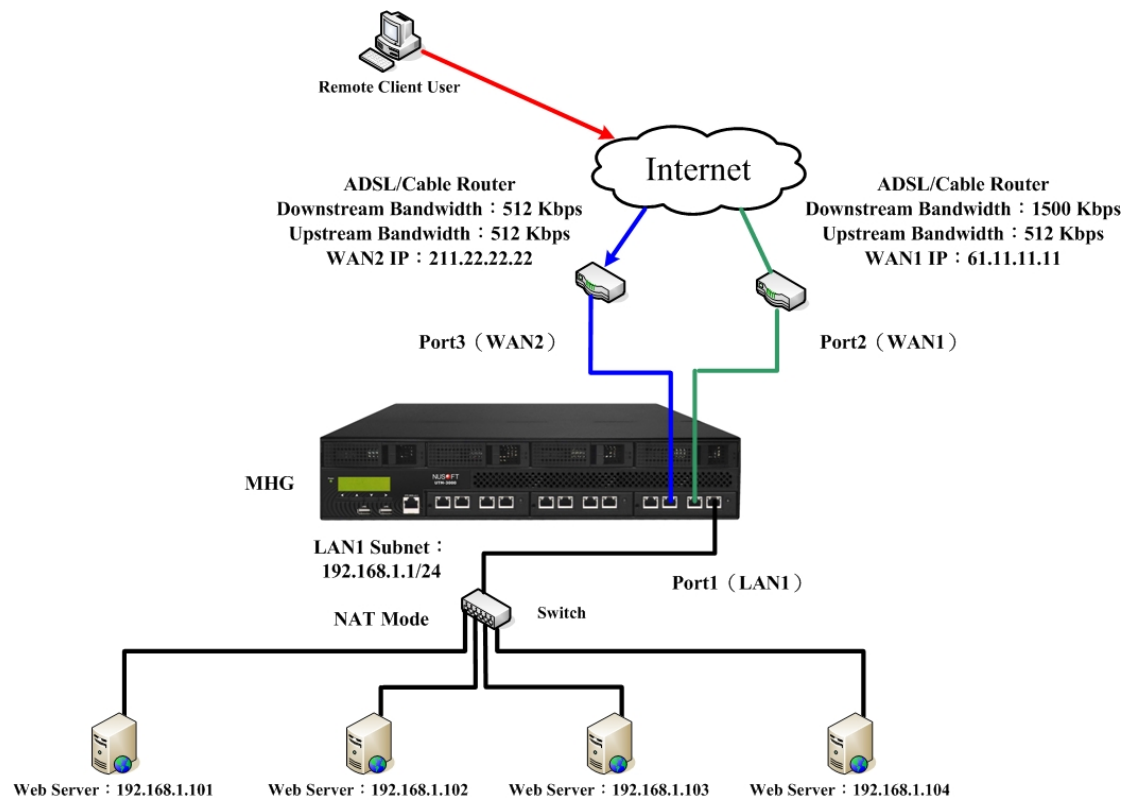 Remote Client User
Internet
ADSL/Cable Router
Downstream Bandwidth：512 Kbps
Upstream Bandwidth：512 Kbps
WAN2 IP：211.22.22.22
ADSL/Cable Router
Downstream Bandwidth：1500 Kbps
Upstream Bandwidth：512 Kbps
WAN1 IP：61.11.11.11
Port3（WAN2）
Port2（WAN1）
MHG
NUSOFT
LAN1 Subnet：
192.168.1.1/24
Port1（LAN1）
NAT Mode
Switch
Web Server：192.168.1.101
Web Server：192.168.1.102
Web Server：192.168.1.103
Web Server：192.168.1.104